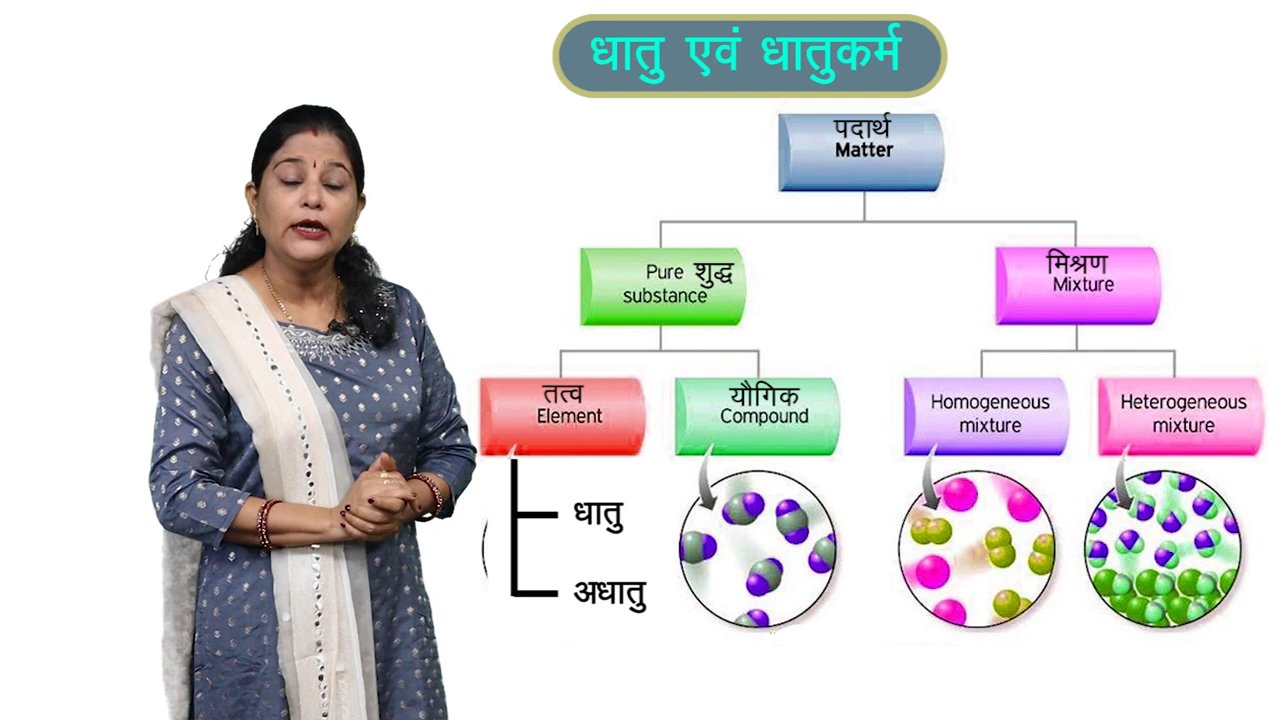 धातु एवं धातुकर्म
पदार्थ
Matter
Pure शुद्ध
substance
मिश्रण
Mixture
तत्व
Element
यौगिक
Compound
Homogeneous
mixture
Heterogeneous
mixture
धातु
अधातु